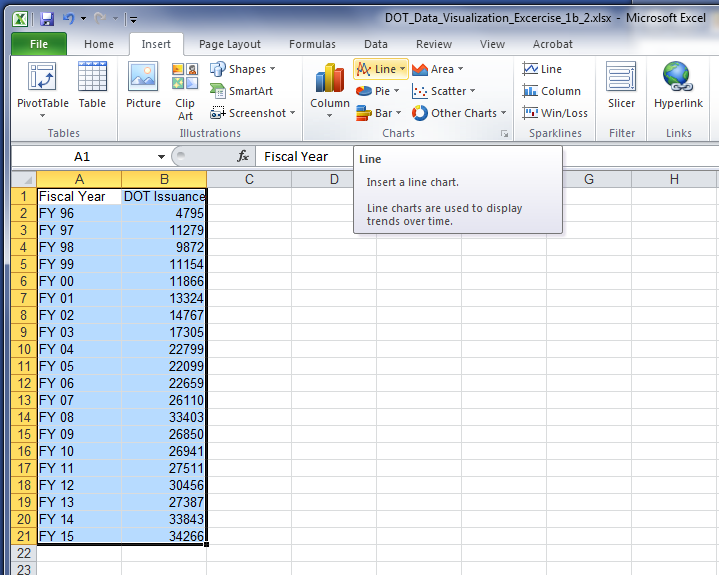 DOT_Data_Visualization_Excercise_1b_2.xlsx - Microsoft Excel
File Home Insert Page Layout Formulas Data Review View Acrobat
PivotTable Table Picture Clip Art Shapes SmartArt Screenshot Column Line Pie Bar Area Scatter Other Charts Line Column Win/Loss Slicer Hyperlink
Tables Illustrations Charts Sparklines Filter Links
A1 fx Fiscal Year
Line
Insert a line chart.
Line charts are used to display
trends over time.
A B C D G H
1 Fiscal Year DOT Issuance
2 FY 96 4795
3 FY 97 11279
4 FY 98 9872
5 FY 99 11154
6 FY 00 11866
7 FY 01 13324
8 FY 02 14767
9 FY 03 17305
10 FY 04 22799
11 FY 05 22099
12 FY 06 22659
13 FY 07 26110
14 FY 08 33403
15 FY 09 26850
16 FY 10 26941
17 FY 11 27511
18 FY 12 30456
19 FY 13 27387
20 FY 14 33843
21 FY 15 34266
22
23